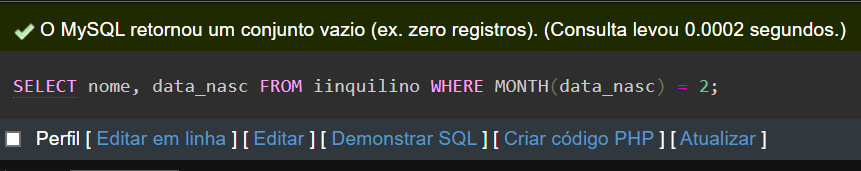 O MySQL retornou um conjunto vazio (ex. zero registros). (Consulta levou 0.0002 segundos.)
SELECT nome, data_nasc FROM iinquilino WHERE MONTH(data_nasc) = 2;
Perfil [ Editar em linha ] [ Editar ] [ Demonstrar SQL ] [ Criar código PHP ] [ Atualizar ]